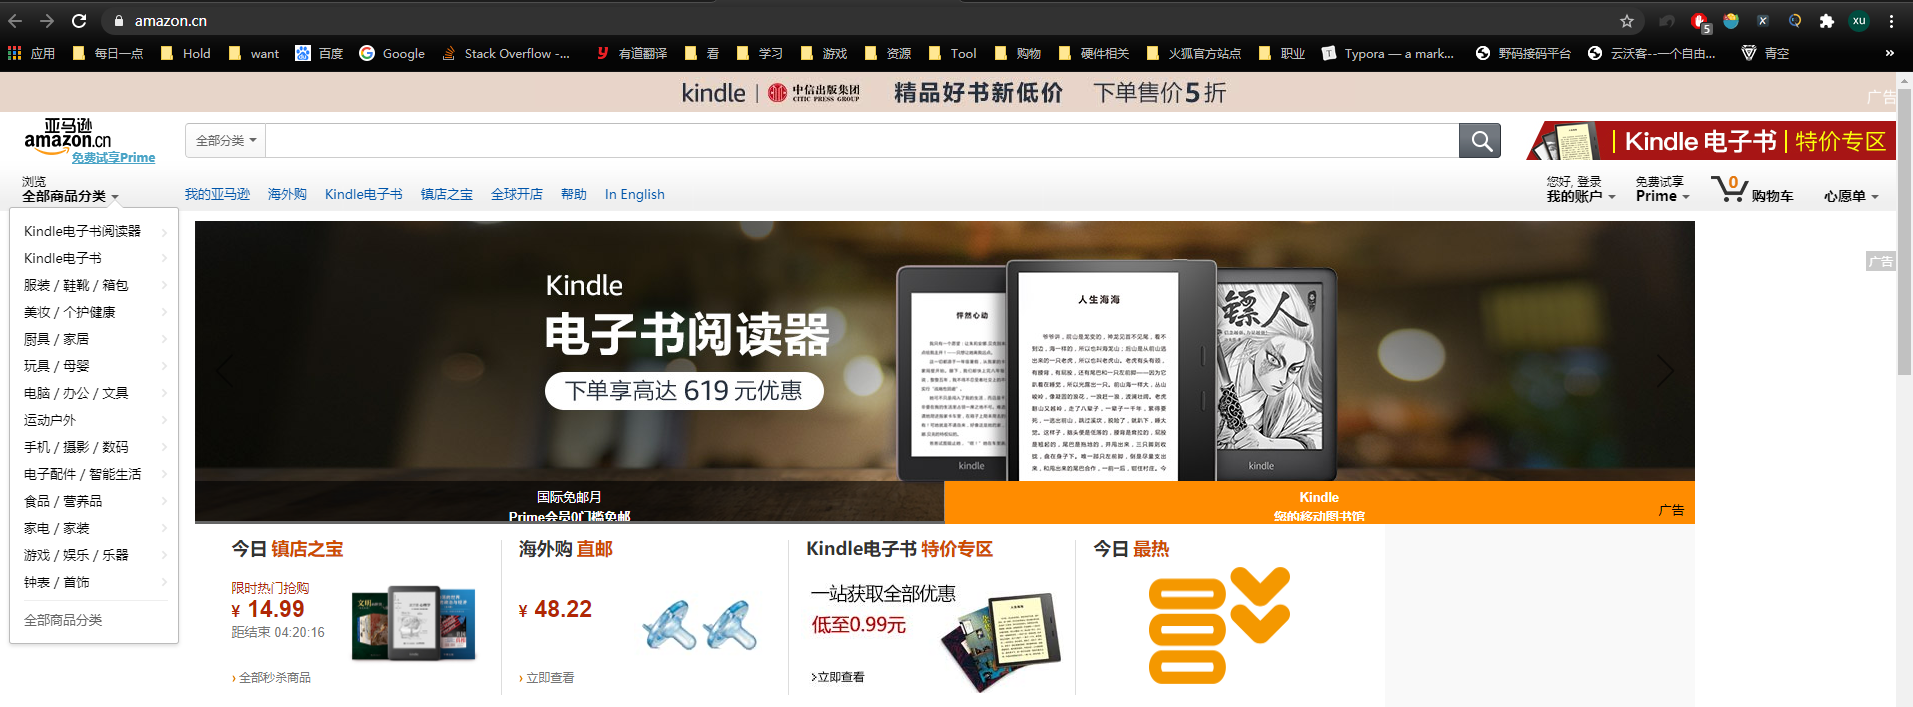 amazon.cn
5
xu
应用 每日一点 Hold want 百度 Google Stack Overflow -... 有道翻译 看 学习 游戏 资源 Tool 购物 硬件相关 火狐官方站点 职业 Typora — a mark... 野码接码平台 云沃客--一个自由... 青空 »
kindle | 中信出版集团 CITIC PRESS GROUP 精品好书新低价 下单售价5折
广告
亚马逊
amazon.cn
免费试享Prime
全部分类
Kindle 电子书 | 特价专区
浏览
全部商品分类
我的亚马逊 海外购 Kindle电子书 镇店之宝 全球开店 帮助 In English
您好, 登录
我的账户
免费试享
Prime
0
购物车
心愿单
Kindle电子书阅读器
Kindle电子书
服装 / 鞋靴 / 箱包
美妆 / 个护健康
厨具 / 家居
玩具 / 母婴
电脑 / 办公 / 文具
运动户外
手机 / 摄影 / 数码
电子配件 / 智能生活
食品 / 营养品
家电 / 家装
游戏 / 娱乐 / 乐器
钟表 / 首饰
全部商品分类
广告
Kindle
电子书阅读器
下单享高达 619 元优惠
怦然心动
kindle
人生海海
镖人
kindle
国际免邮月
Prime会员0门槛免邮
Kindle
您的移动图书馆
广告
今日 镇店之宝
限时热门抢购
¥ 14.99
距结束 04:20:16
› 全部秒杀商品
海外购 直邮
¥ 48.22
› 立即查看
Kindle电子书 特价专区
一站获取全部优惠
低至0.99元
›立即查看
今日 最热